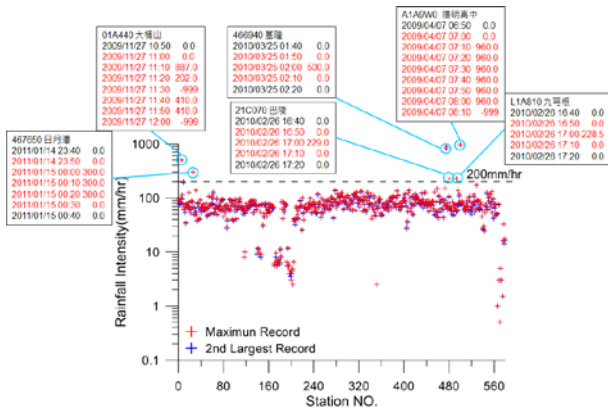 01A440 大桶山
2009/11/27 10:50 0.0
2009/11/27 11:00 0.0
2009/11/27 11:10 887.0
2009/11/27 11:20 202.0
2009/11/27 11:30 -999
2009/11/27 11:40 410.0
2009/11/27 11:50 410.0
2009/11/27 12:00 -999
466940 基隆
2010/03/25 01:40 0.0
2010/03/25 01:50 0.0
2010/03/25 02:00 500.0
2010/03/25 02:10 0.0
2010/03/25 02:20 0.0
A1A9W0 陽明高中
2009/04/07 06:50 0.0
2009/04/07 07:00 0.0
2009/04/07 07:10 960.0
2009/04/07 07:20 960.0
2009/04/07 07:30 960.0
2009/04/07 07:40 960.0
2009/04/07 07:50 960.0
2009/04/07 08:00 960.0
2009/04/07 08:10 -999
21C070 巴陵
2010/02/26 16:40 0.0
2010/02/26 16:50 0.0
2010/02/26 17:00 229.0
2010/02/26 17:10 0.0
2010/02/26 17:20 0.0
L1A810 九芎根
2010/02/26 16:40 0.0
2010/02/26 16:50 0.0
2010/02/26 17:00 228.5
2010/02/26 17:10 0.0
2010/02/26 17:20 0.0
467650 日月潭
2011/01/14 23:40 0.0
2011/01/14 23:50 0.0
2011/01/15 00:00 300.0
2011/01/15 00:10 300.0
2011/01/15 00:20 300.0
2011/01/15 00:30 0.0
2011/01/15 00:40 0.0
200mm/hr
Rainfall Intensity(mm/hr)
1000
100
10
1
0.1
Maximun Record
2nd Largest Record
0 80 160 240 320 400 480 560
Station NO.